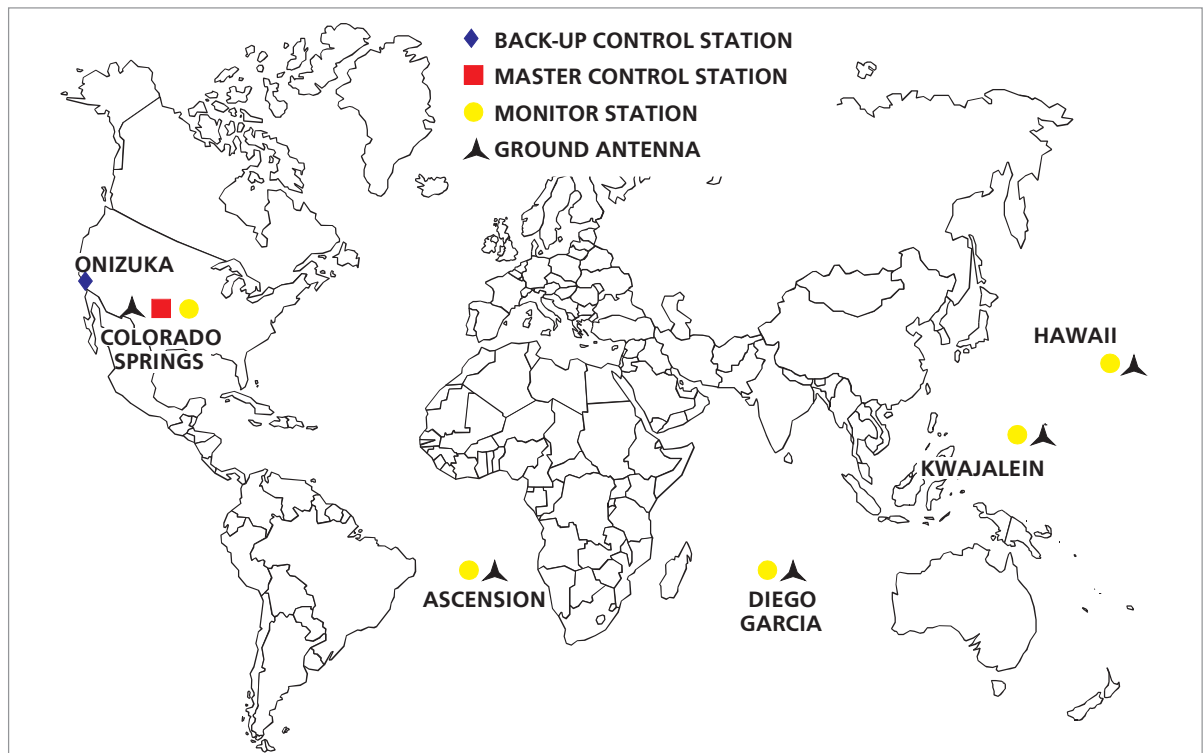 BACK-UP CONTROL STATION
MASTER CONTROL STATION
MONITOR STATION
GROUND ANTENNA
ONIZUKA
COLORADO
SPRINGS
HAWAII
KWAJALEIN
ASCENSION
DIEGO
GARCIA